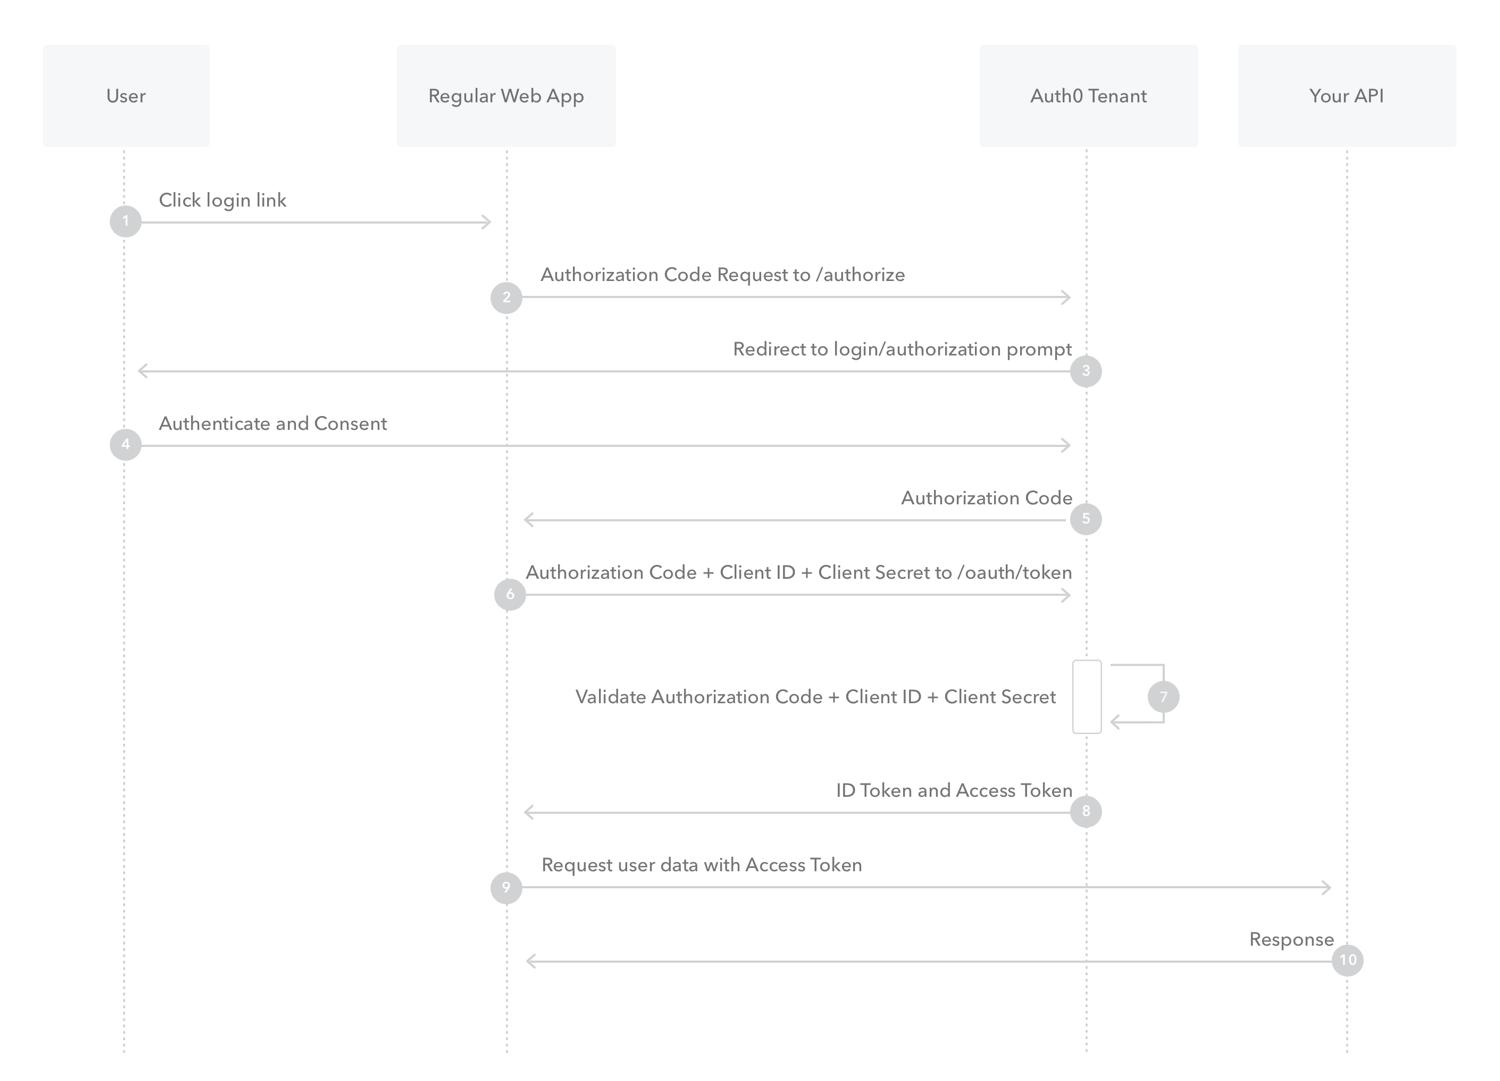 User
Regular Web App
Auth0 Tenant
Your API
Click login link
1
Authorization Code Request to /authorize
2
Redirect to login/authorization prompt
3
Authenticate and Consent
4
Authorization Code
5
Authorization Code + Client ID + Client Secret to /oauth/token
6
Validate Authorization Code + Client ID + Client Secret
7
ID Token and Access Token
8
Request user data with Access Token
9
Response
10